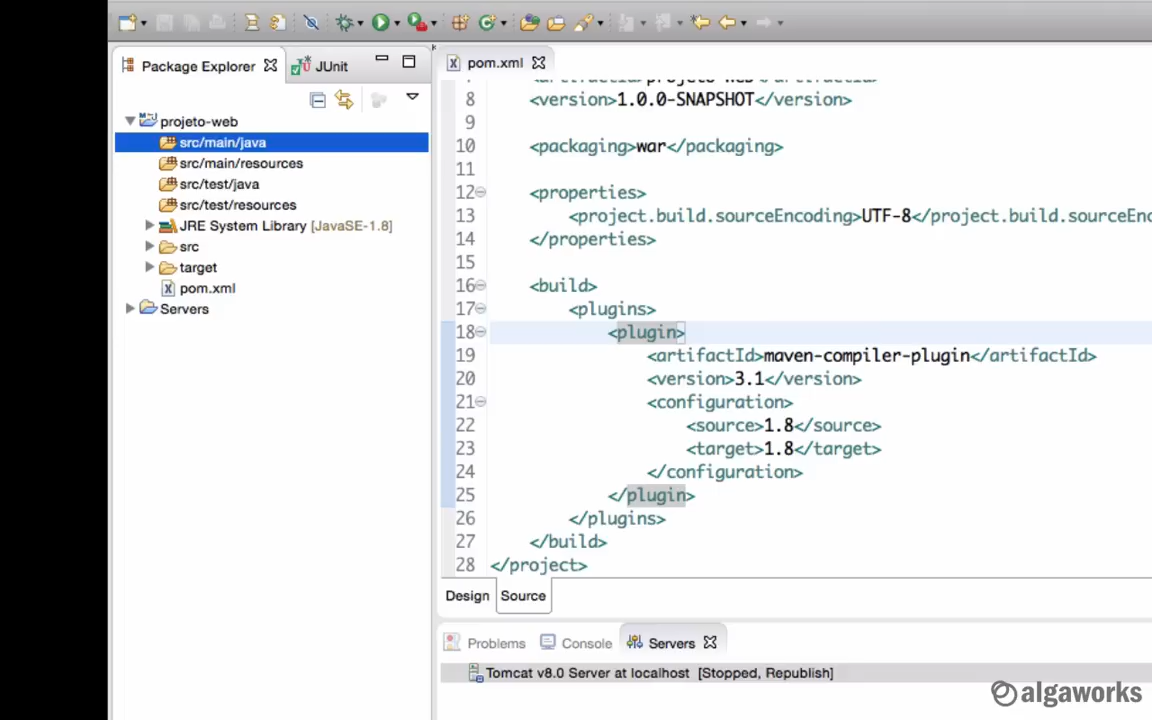 Package Explorer
JUnit
projeto-web
src/main/java
src/main/resources
src/test/java
src/test/resources
JRE System Library [JavaSE-1.8]
src
target
pom.xml
Servers
pom.xml
7 <artifactId>projeto-web</artifactId>
8 <version>1.0.0-SNAPSHOT</version>
9
10 <packaging>war</packaging>
11
12 <properties>
13 <project.build.sourceEncoding>UTF-8</project.build.sourceEnc
14 </properties>
15
16 <build>
17 <plugins>
18 <plugin>
19 <artifactId>maven-compiler-plugin</artifactId>
20 <version>3.1</version>
21 <configuration>
22 <source>1.8</source>
23 <target>1.8</target>
24 </configuration>
25 </plugin>
26 </plugins>
27 </build>
28 </project>
Design Source
Problems Console Servers
Tomcat v8.0 Server at localhost [Stopped, Republish]
algaworks